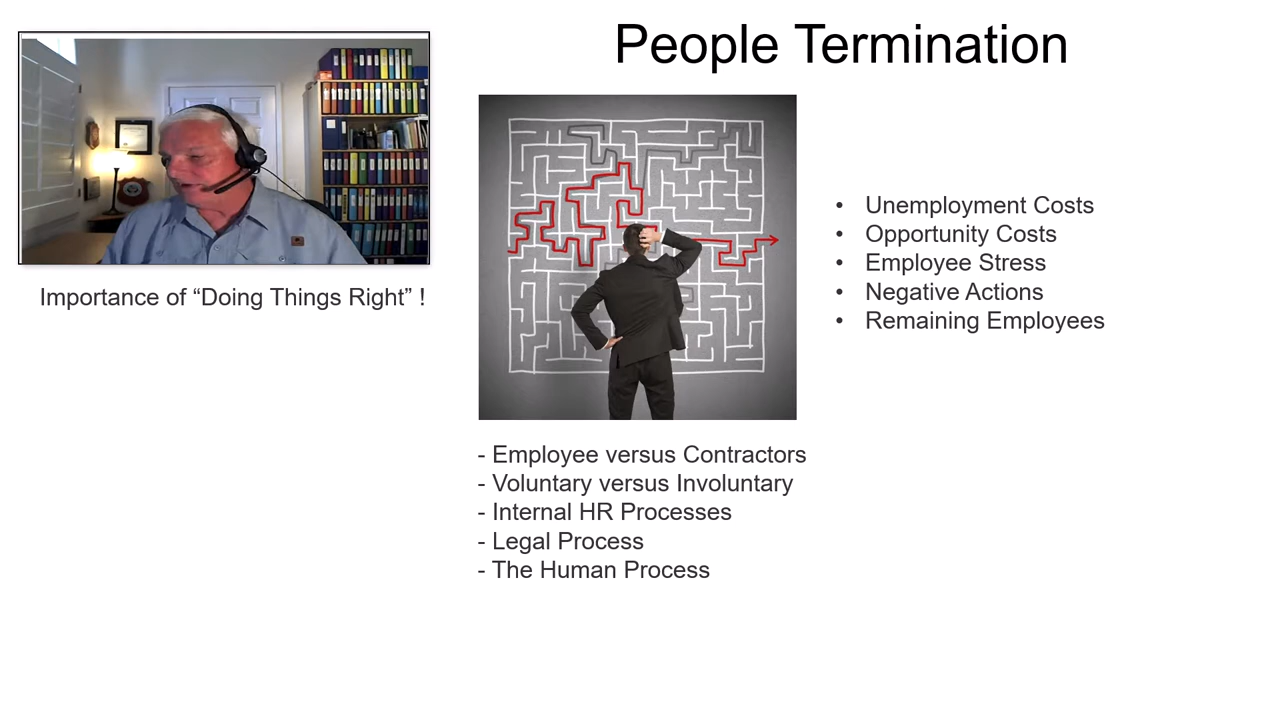 People Termination
Importance of “Doing Things Right” !
• Unemployment Costs
• Opportunity Costs
• Employee Stress
• Negative Actions
• Remaining Employees
- Employee versus Contractors
- Voluntary versus Involuntary
- Internal HR Processes
- Legal Process
- The Human Process